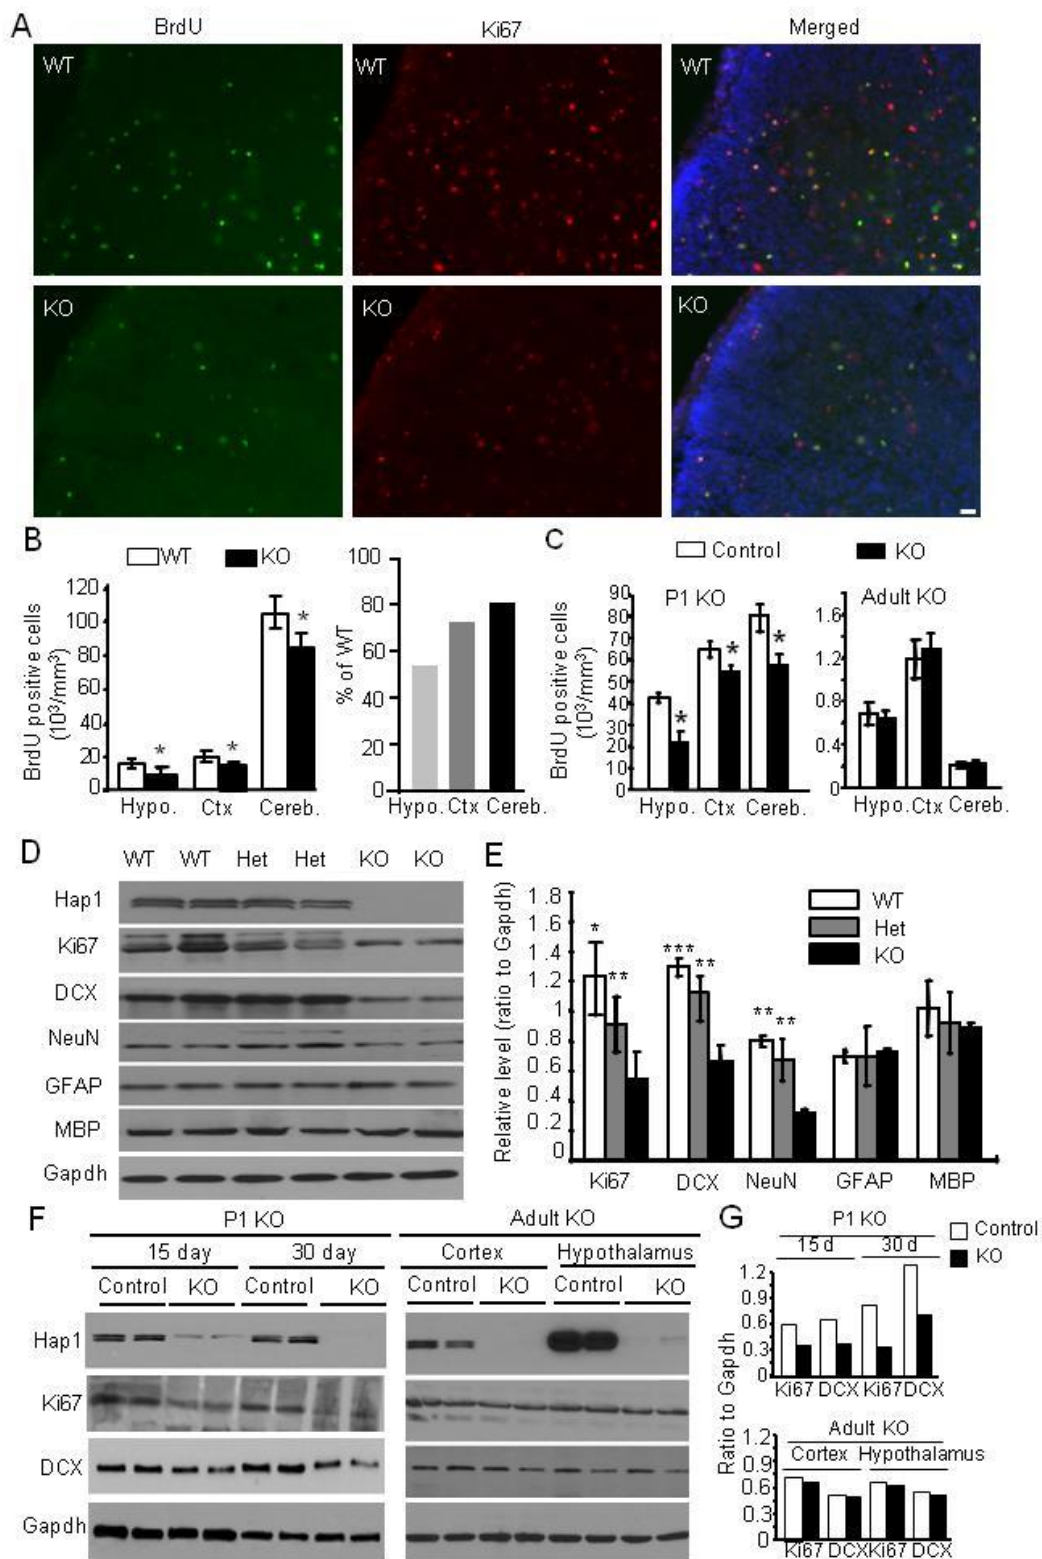 A
BrdU
Ki67
Merged
WT
WT
WT
KO
KO
KO
B
WT
KO
BrdU positive cells
(10³/mm³)
120
100
80
60
40
20
0
Hypo.
Ctx
Cereb.
*
*
*
% of WT
100
80
60
40
20
0
Hypo. Ctx Cereb.
C
Control
KO
BrdU positive cells
(10³/mm³)
P1 KO
90
80
70
60
50
40
30
20
10
0
*
*
*
Hypo. Ctx Cereb.
Adult KO
1.6
1.2
0.8
0.4
0
Hypo. Ctx Cereb.
D
WT WT Het Het KO KO
Hap1
Ki67
DCX
NeuN
GFAP
MBP
Gapdh
E
Relative level (ratio to Gapdh)
1.8
1.6
1.4
1.2
1
0.8
0.6
0.4
0.2
0
WT
Het
KO
*
**
***
**
**
**
Ki67
DCX
NeuN
GFAP
MBP
F
P1 KO
15 day
30 day
Control KO Control KO
Adult KO
Cortex
Hypothalamus
Control KO Control KO
Hap1
Ki67
DCX
Gapdh
G
P1 KO
15 d
30 d
Control
KO
Ratio to Gapdh
1.2
0.9
0.6
0.3
0
Ki67 DCX Ki67 DCX
Adult KO
Cortex Hypothalamus
1.2
0.9
0.6
0.3
0
Ki67 DCX Ki67 DCX